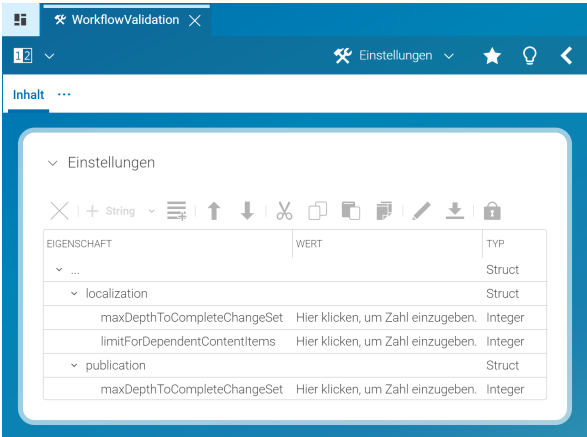 WorkflowValidation
12
Einstellungen
Inhalt ...
Einstellungen
String
EIGENSCHAFT WERT TYP
... Struct
localization Struct
maxDepthToCompleteChangeSet Hier klicken, um Zahl einzugeben. Integer
limitForDependentContentItems Hier klicken, um Zahl einzugeben. Integer
publication Struct
maxDepthToCompleteChangeSet Hier klicken, um Zahl einzugeben. Integer